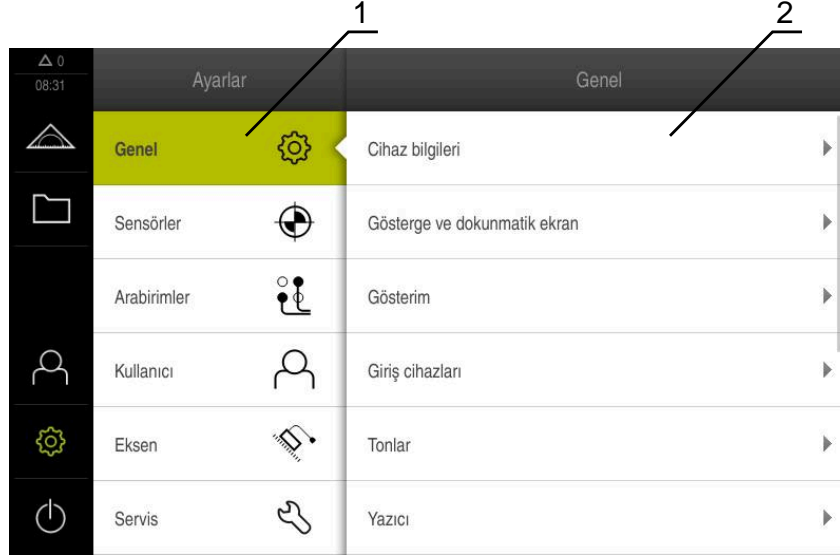 1
2
0
08:31
Ayarlar
Genel
Genel
Cihaz bilgileri
Sensörler
Gösterge ve dokunmatik ekran
Arabirimler
Gösterim
Kullanıcı
Giriş cihazları
Eksen
Tonlar
Servis
Yazıcı